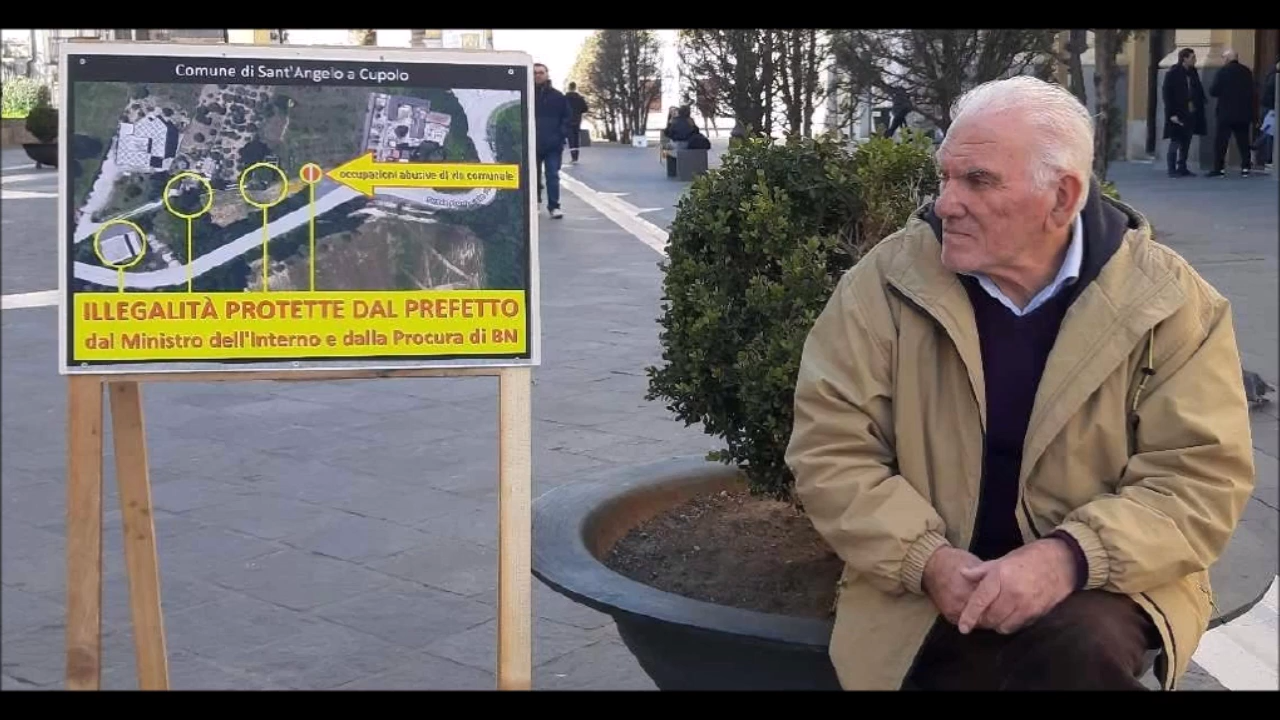 Comune di Sant'Angelo a Cupolo
occupazioni abusive di via comunale
ILLEGALITÀ PROTETTE DAL PREFETTO
dal Ministro dell'Interno e dalla Procura di BN